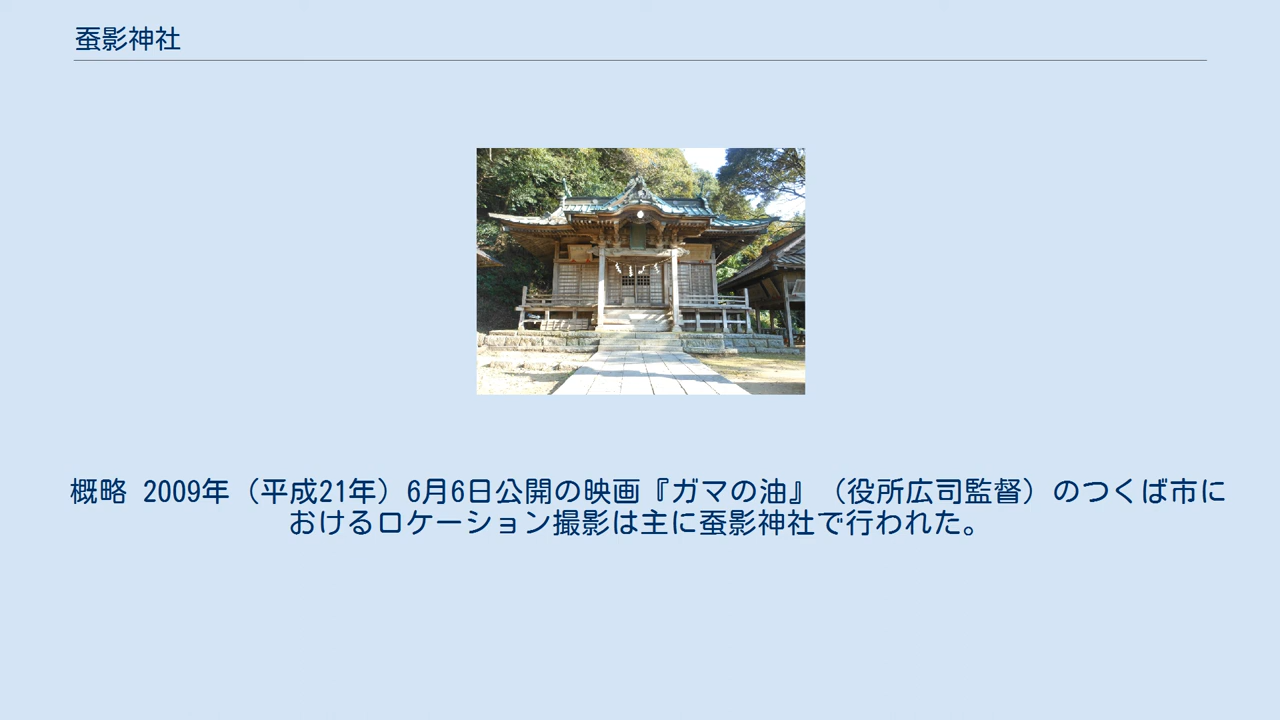 蚕影神社
概略 2009年（平成21年）6月6日公開の映画『ガマの油』（役所広司監督）のつくば市に
おけるロケーション撮影は主に蚕影神社で行われた。